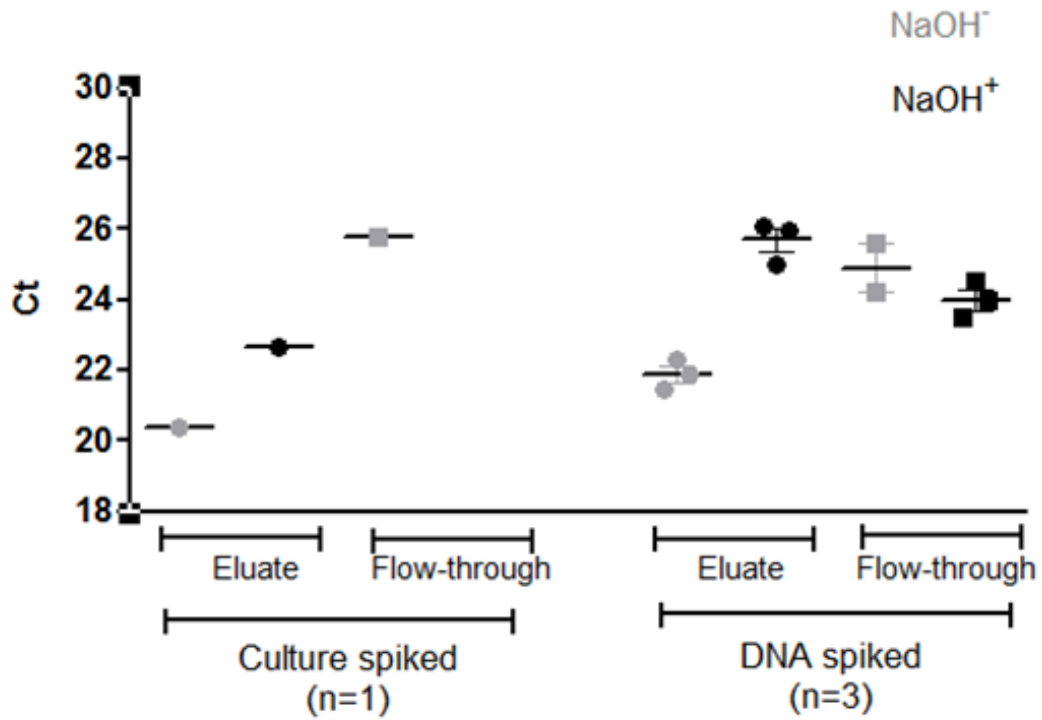 NaOH⁻
NaOH⁺
30
28
26
24
22
20
18
Ct
Eluate
Flow-through
Eluate
Flow-through
Culture spiked
(n=1)
DNA spiked
(n=3)